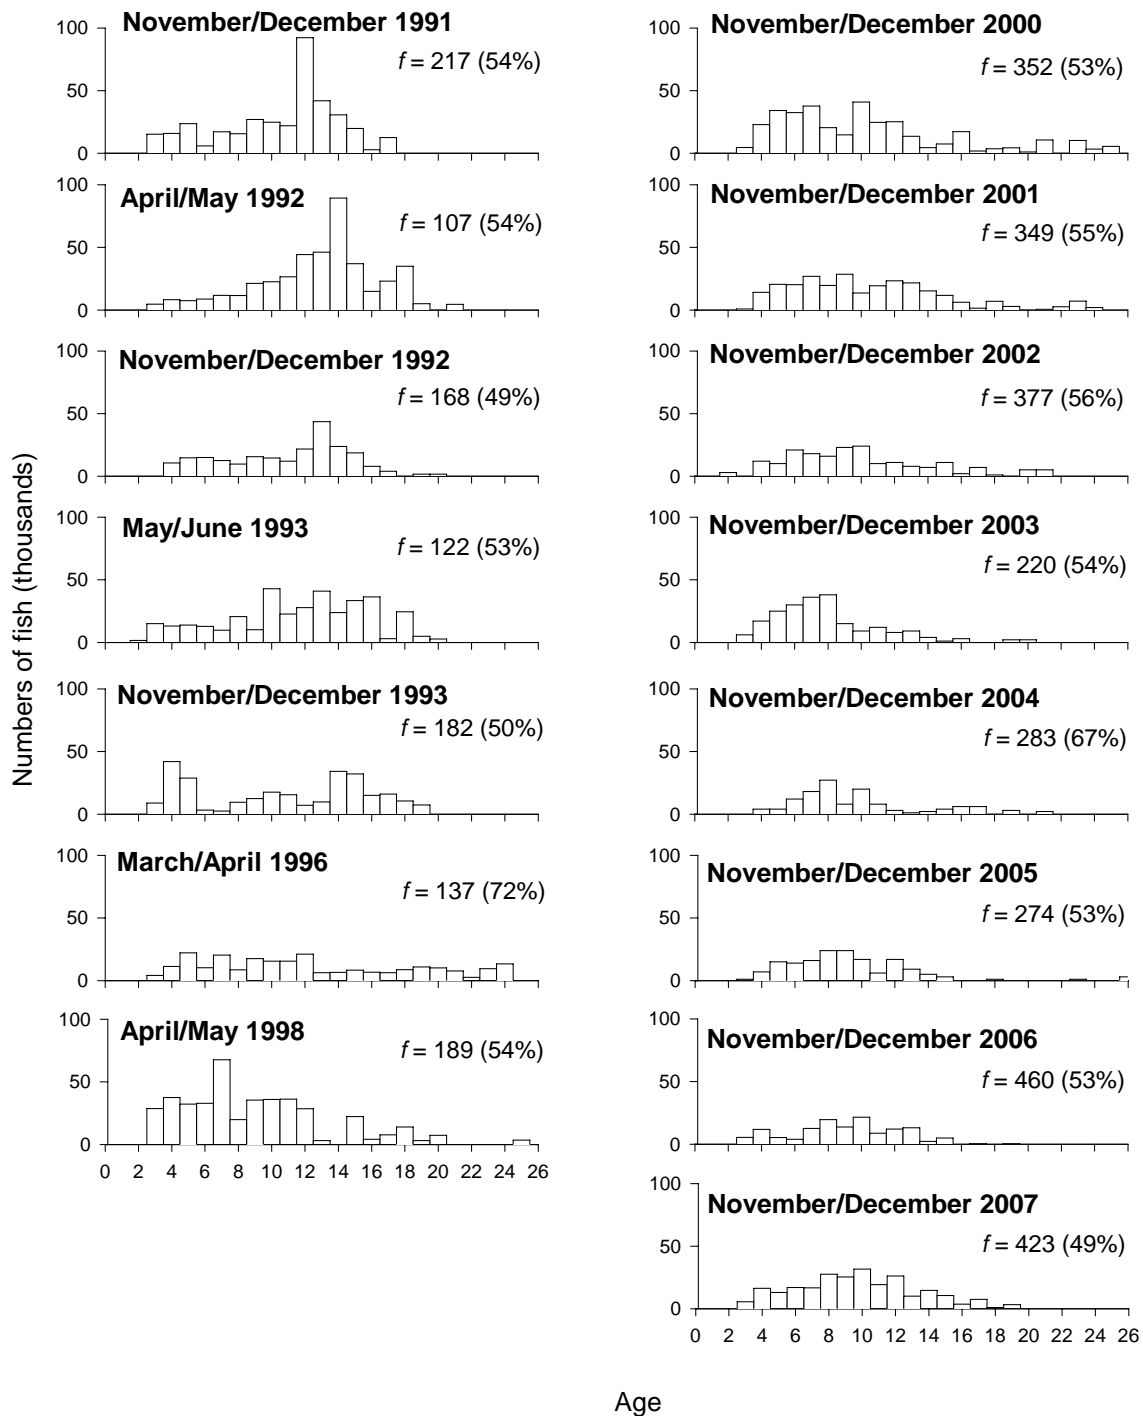 November/December 1991
f = 217 (54%)
100
50
0
April/May 1992
f = 107 (54%)
100
50
0
November/December 1992
f = 168 (49%)
100
50
0
May/June 1993
f = 122 (53%)
100
50
0
November/December 1993
f = 182 (50%)
100
50
0
March/April 1996
f = 137 (72%)
100
50
0
April/May 1998
f = 189 (54%)
100
50
0
0 2 4 6 8 10 12 14 16 18 20 22 24 26
November/December 2000
f = 352 (53%)
100
50
0
November/December 2001
f = 349 (55%)
100
50
0
November/December 2002
f = 377 (56%)
100
50
0
November/December 2003
f = 220 (54%)
100
50
0
November/December 2004
f = 283 (67%)
100
50
0
November/December 2005
f = 274 (53%)
100
50
0
November/December 2006
f = 460 (53%)
100
50
0
November/December 2007
f = 423 (49%)
100
50
0
0 2 4 6 8 10 12 14 16 18 20 22 24 26
Numbers of fish (thousands)
Age